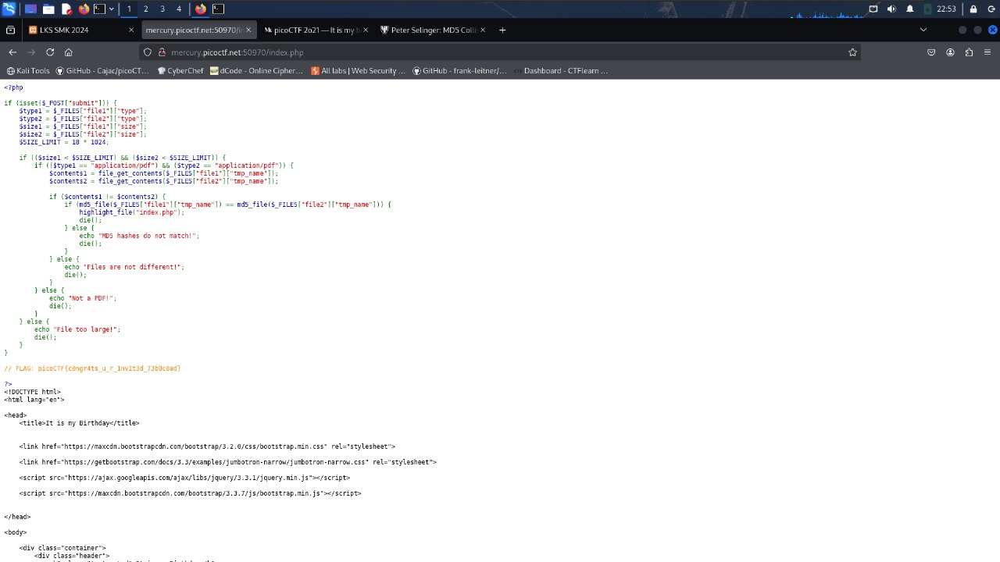 1 2 3 4 22:53
LKS SMK 2024 mercury.picoctf.net:50970/in picoCTF 2o21 — It is my b Peter Selinger: MD5 Collis
mercury.picoctf.net:50970/index.php
Kali Tools GitHub - Cajac/picoCT... CyberChef dCode - Online Cipher... All labs | Web Security ... GitHub - frank-leitner/... Dashboard - CTFlearn ...
<?php
if (isset($_POST["submit"])) {
    $type1 = $_FILES["file1"]["type"];
    $type2 = $_FILES["file2"]["type"];
    $size1 = $_FILES["file1"]["size"];
    $size2 = $_FILES["file2"]["size"];
    $SIZE_LIMIT = 18 * 1024;
    if (($size1 < $SIZE_LIMIT) && ($size2 < $SIZE_LIMIT)) {
        if (($type1 == "application/pdf") && ($type2 == "application/pdf")) {
            $contents1 = file_get_contents($_FILES["file1"]["tmp_name"]);
            $contents2 = file_get_contents($_FILES["file2"]["tmp_name"]);
            if ($contents1 != $contents2) {
                if (md5_file($_FILES["file1"]["tmp_name"]) == md5_file($_FILES["file2"]["tmp_name"])) {
                    highlight_file("index.php");
                    die();
                } else {
                    echo "MD5 hashes do not match!";
                    die();
                }
            } else {
                echo "Files are not different!";
                die();
            }
        } else {
            echo "Not a PDF!";
            die();
        }
    } else {
        echo "File too large!";
        die();
    }
}
// FLAG: picoCTF{c0ngr4ts_u_r_1nv1t3d_73b0c8ad}
?>
<!DOCTYPE html>
<html lang="en">
<head>
    <title>It is my Birthday</title>
    <link href="https://maxcdn.bootstrapcdn.com/bootstrap/3.2.0/css/bootstrap.min.css" rel="stylesheet">
    <link href="https://getbootstrap.com/docs/3.3/examples/jumbotron-narrow/jumbotron-narrow.css" rel="stylesheet">
    <script src="https://ajax.googleapis.com/ajax/libs/jquery/3.3.1/jquery.min.js"></script>
    <script src="https://maxcdn.bootstrapcdn.com/bootstrap/3.3.7/js/bootstrap.min.js"></script>
</head>
<body>
    <div class="container">
        <div class="header">